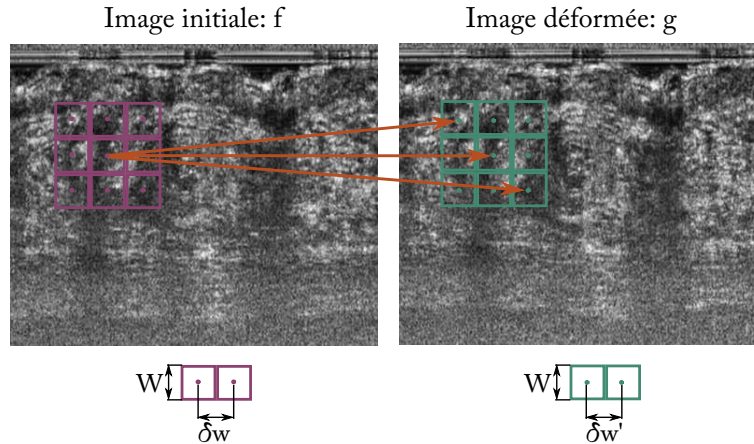 Image initiale: f
Image déformée: g
W
δw
W
δw'